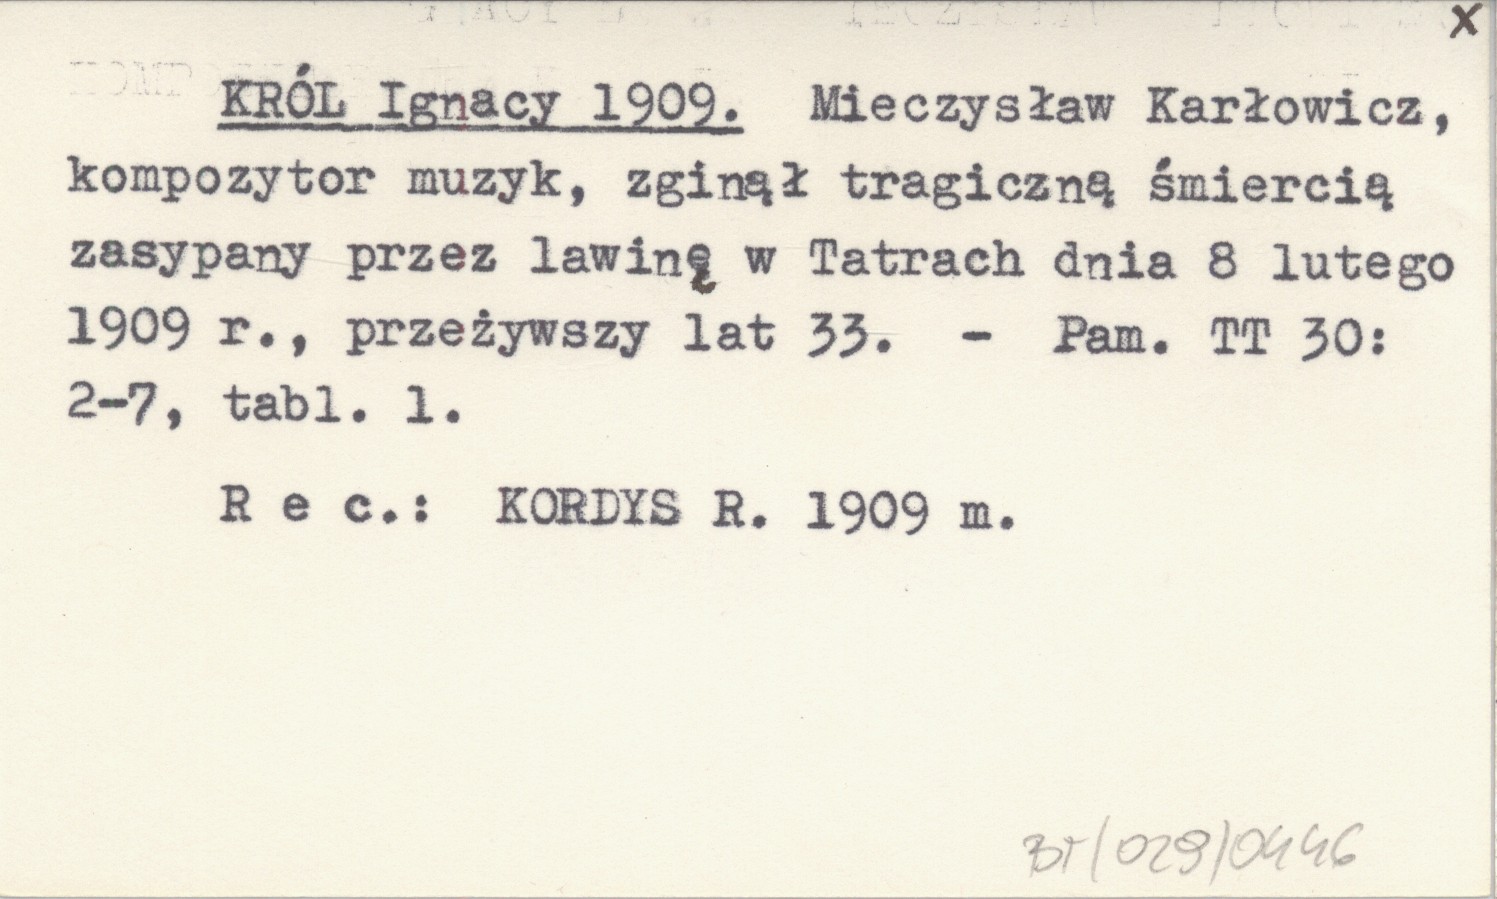 x
KRÓL Ignacy 1909. Mieczysław Karłowicz,
kompozytor muzyk, zginął tragiczną śmiercią
zasypany przez lawinę w Tatrach dnia 8 lutego
1909 r., przeżywszy lat 33. - Pam. TT 30:
2-7, tabl. 1.
R e c.: KORDYS R. 1909 m.
BT/029/0446